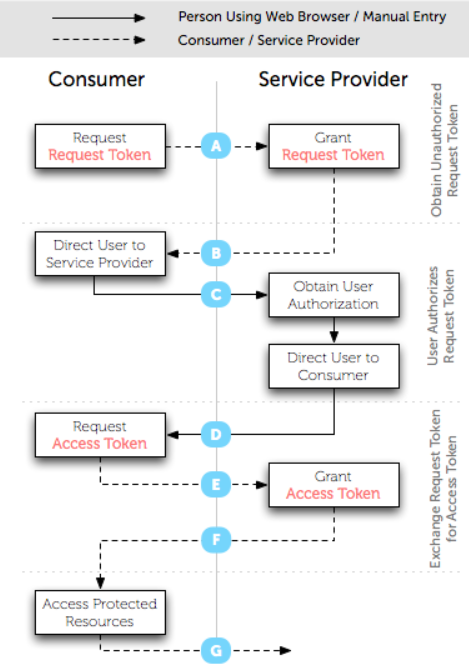 Person Using Web Browser / Manual Entry
Consumer / Service Provider
Consumer
Service Provider
Request
Request Token
A
Grant
Request Token
Obtain Unauthorized
Request Token
Direct User to
Service Provider
B
C
Obtain User
Authorization
Direct User to
Consumer
User Authorizes
Request Token
Request
Access Token
D
E
Grant
Access Token
F
Exchange Request Token
for Access Token
Access Protected
Resources
G